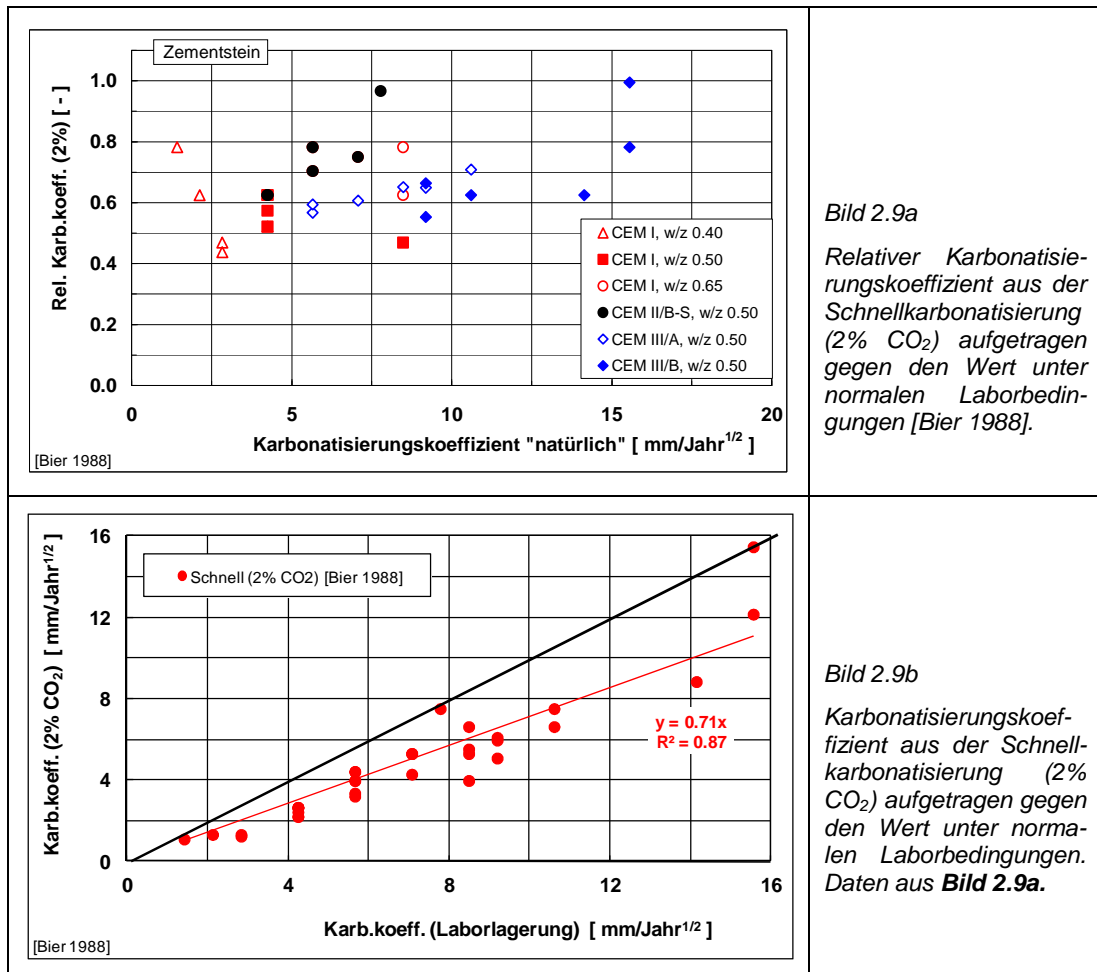 Zementstein
Rel. Karb.koeff. (2%) [ - ]
1.0
0.8
0.6
0.4
0.2
0.0
CEM I, w/z 0.40
CEM I, w/z 0.50
CEM I, w/z 0.65
CEM II/B-S, w/z 0.50
CEM III/A, w/z 0.50
CEM III/B, w/z 0.50
0 5 10 15 20
Karbonatisierungskoeffizient "natürlich" [ mm/Jahr^1/2 ]
[Bier 1988]
Bild 2.9a
Relativer Karbonatisie-
rungskoeffizient aus der
Schnellkarbonatisierung
(2% CO₂) aufgetragen
gegen den Wert unter
normalen Laborbedin-
gungen [Bier 1988].
Karb.koeff. (2% CO₂) [ mm/Jahr^1/2 ]
16
12
8
4
0
Schnell (2% CO2) [Bier 1988]
y = 0.71x
R² = 0.87
0 4 8 12 16
Karb.koeff. (Laborlagerung) [ mm/Jahr^1/2 ]
[Bier 1988]
Bild 2.9b
Karbonatisierungskoef-
fizient aus der Schnell-
karbonatisierung (2%
CO₂) aufgetragen gegen
den Wert unter norma-
len Laborbedingungen.
Daten aus Bild 2.9a.